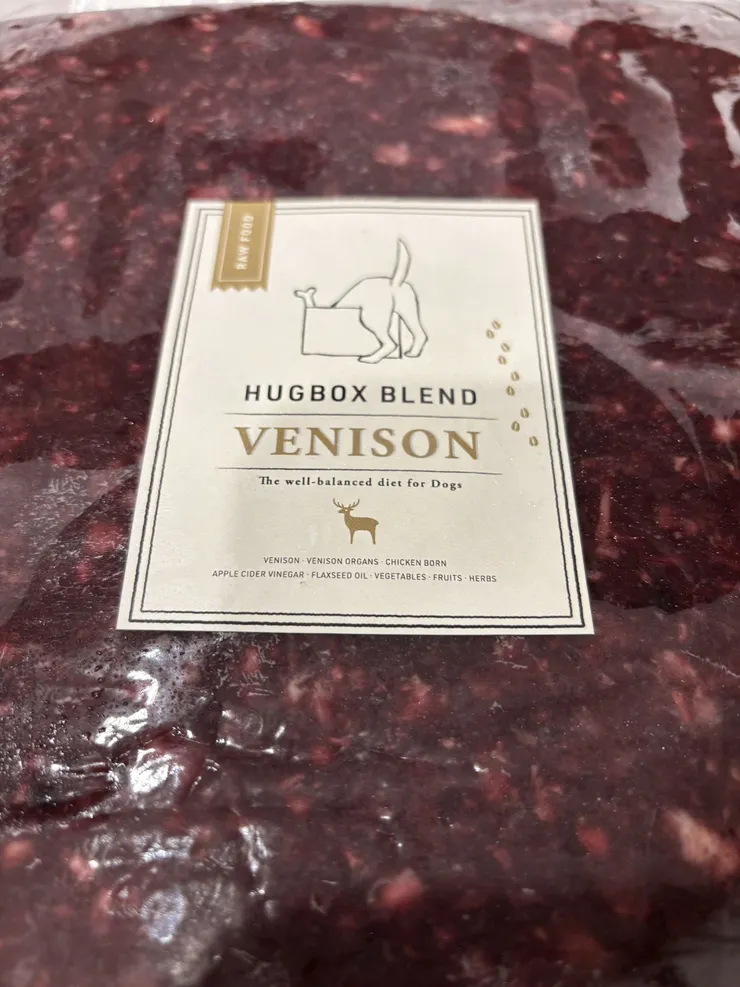 RAW FOOD
HUGBOX BLEND
VENISON
The well-balanced diet for Dogs
VENISON · VENISON ORGANS · CHICKEN BORN
APPLE CIDER VINEGAR · FLAXSEED OIL · VEGETABLES · FRUITS · HERBS